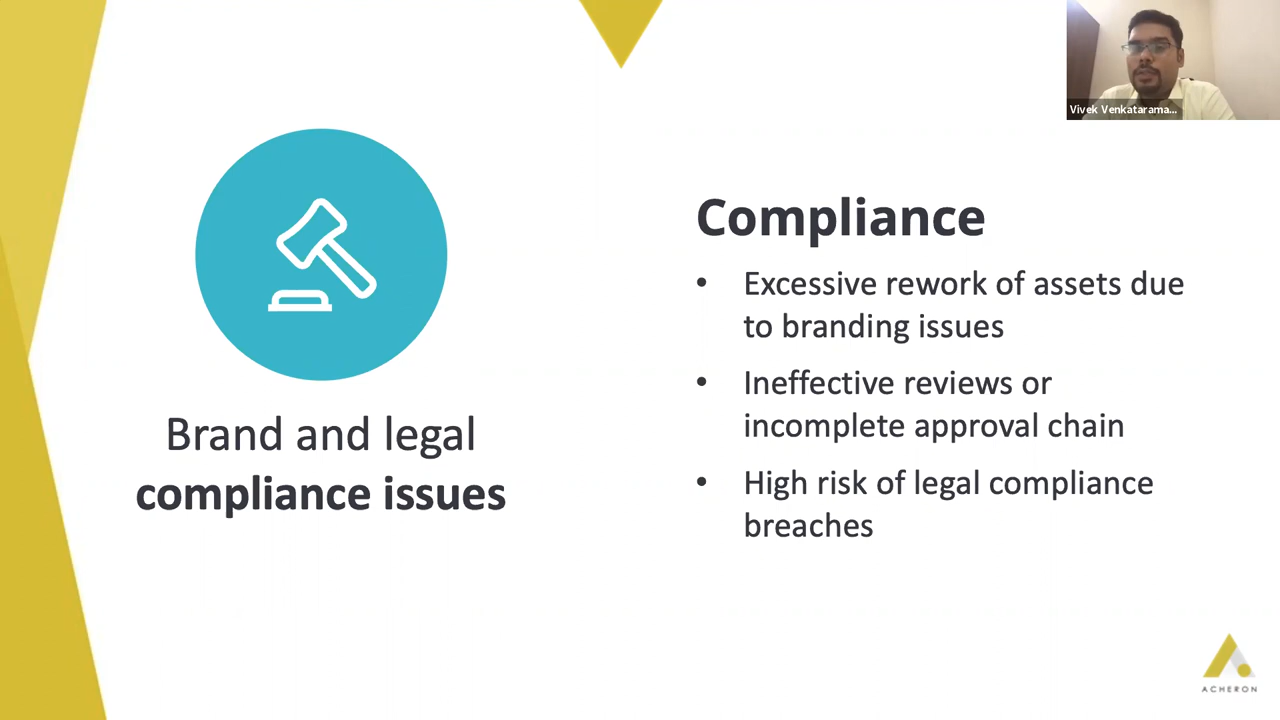 Vivek Venkatarama...
Brand and legal
compliance issues
Compliance
• Excessive rework of assets due
to branding issues
• Ineffective reviews or
incomplete approval chain
• High risk of legal compliance
breaches
ACHERON